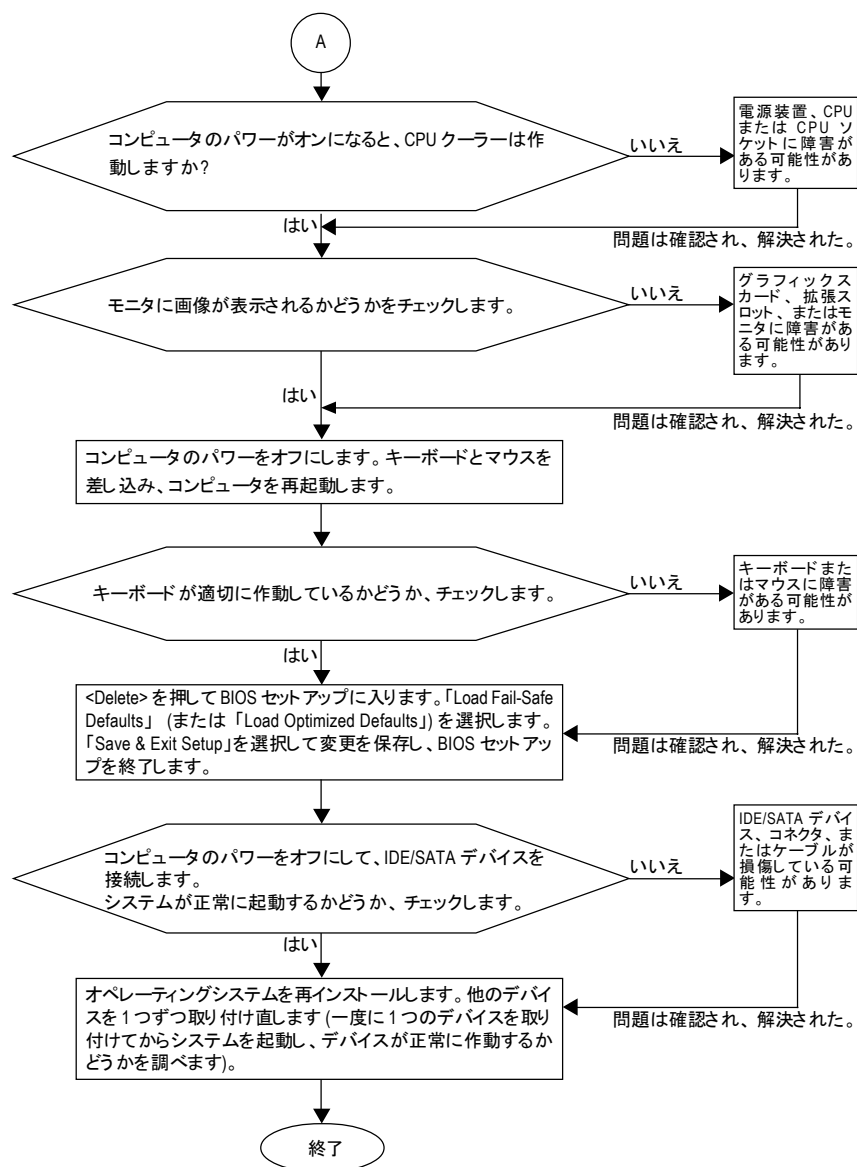 A
コンピュータのパワーがオンになると、CPU クーラーは作
動しますか?
いいえ
電源装置、CPU
または CPU ソ
ケットに障害が
ある可能性があ
ります。
はい
問題は確認され、解決された。
モニタに画像が表示されるかどうかをチェックします。
いいえ
グラフィックス
カード、拡張ス
ロット、またはモ
ニタに障害があ
る可能性があり
ます。
はい
問題は確認され、解決された。
コンピュータのパワーをオフにします。キーボードとマウスを
差し込み、コンピュータを再起動します。
キーボードが適切に作動しているかどうか、チェックします。
いいえ
キーボードまた
はマウスに障害
がある可能性が
あります。
はい
<Delete> を押して BIOS セットアップに入ります。「Load Fail-Safe
Defaults」 (または 「Load Optimized Defaults」) を選択します。
「Save & Exit Setup」を選択して変更を保存し、BIOS セットアッ
プを終了します。
問題は確認され、解決された。
コンピュータのパワーをオフにして、IDE/SATA デバイスを
接続します。
システムが正常に起動するかどうか、チェックします。
いいえ
IDE/SATA デバイ
ス、コネクタ、ま
たはケーブルが
損傷している可
能性がありま
す。
はい
オペレーティングシステムを再インストールします。他のデバイ
スを 1 つずつ取り付け直します (一度に 1 つのデバイスを取り
付けてからシステムを起動し、デバイスが正常に作動するか
どうかを調べます)。
問題は確認され、解決された。
終了